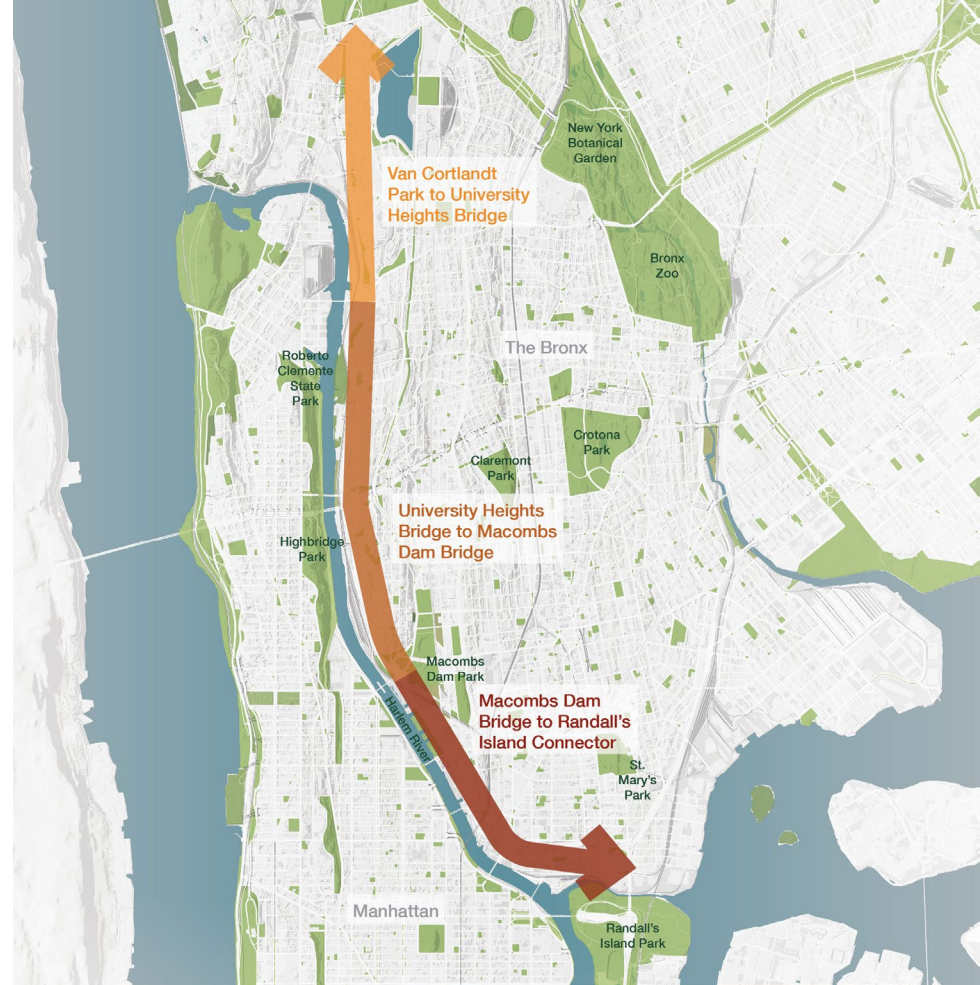 New York
Botanical
Garden
Van Cortlandt
Park to University
Heights Bridge
Bronx
Zoo
The Bronx
Roberto
Clemente
State
Park
Crotona
Park
Claremont
Park
University Heights
Bridge to Macombs
Dam Bridge
Highbridge
Park
Macombs
Dam Park
Macombs Dam
Bridge to Randall's
Island Connector
Harlem River
St.
Mary's
Park
Manhattan
Randall's
Island Park